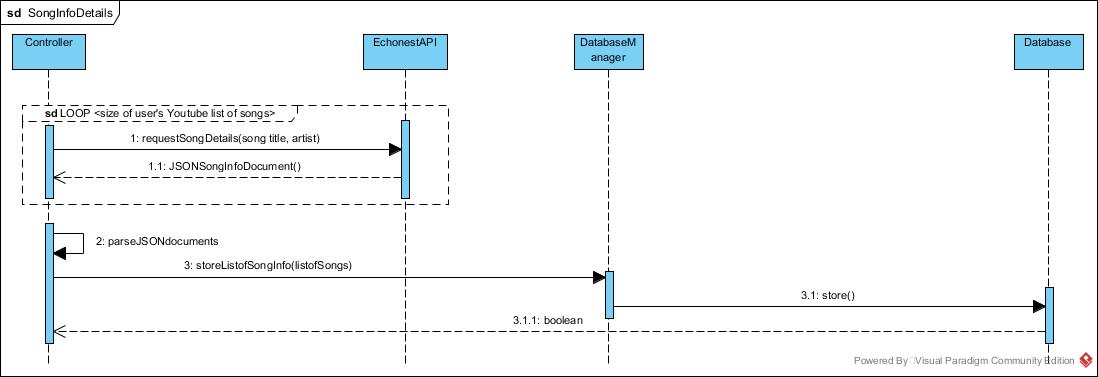 sd SongInfoDetails
Controller
EchonestAPI
DatabaseM
anager
Database
sd LOOP <size of user's Youtube list of songs>
1: requestSongDetails(song title, artist)
1.1: JSONSongInfoDocument()
2: parseJSONdocuments
3: storeListofSongInfo(listofSongs)
3.1: store()
3.1.1: boolean
Powered By Visual Paradigm Community Edition